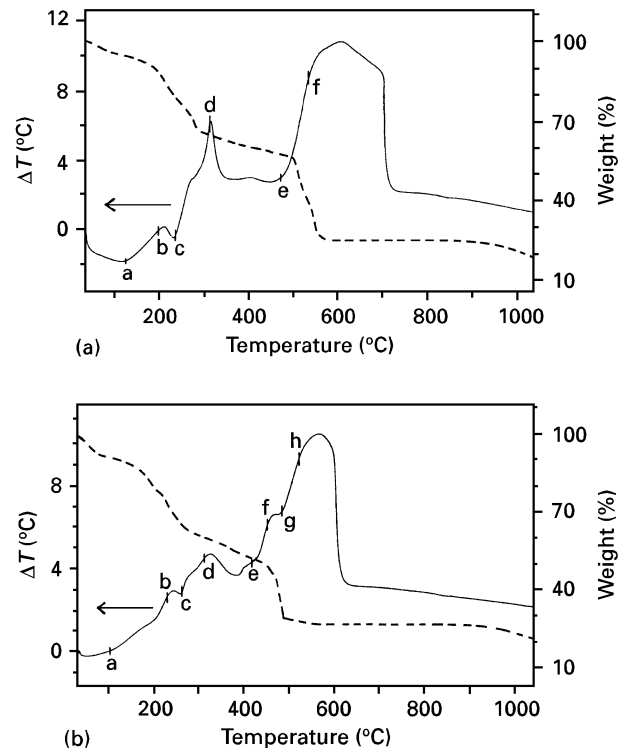 12
8
4
0
ΔT (°C)
100
70
40
10
Weight (%)
a
b
c
d
e
f
200
400
600
800
1000
(a)
Temperature (°C)
8
4
0
ΔT (°C)
100
70
40
10
Weight (%)
a
b
c
d
e
f
g
h
200
400
600
800
1000
Temperature (°C)
(b)